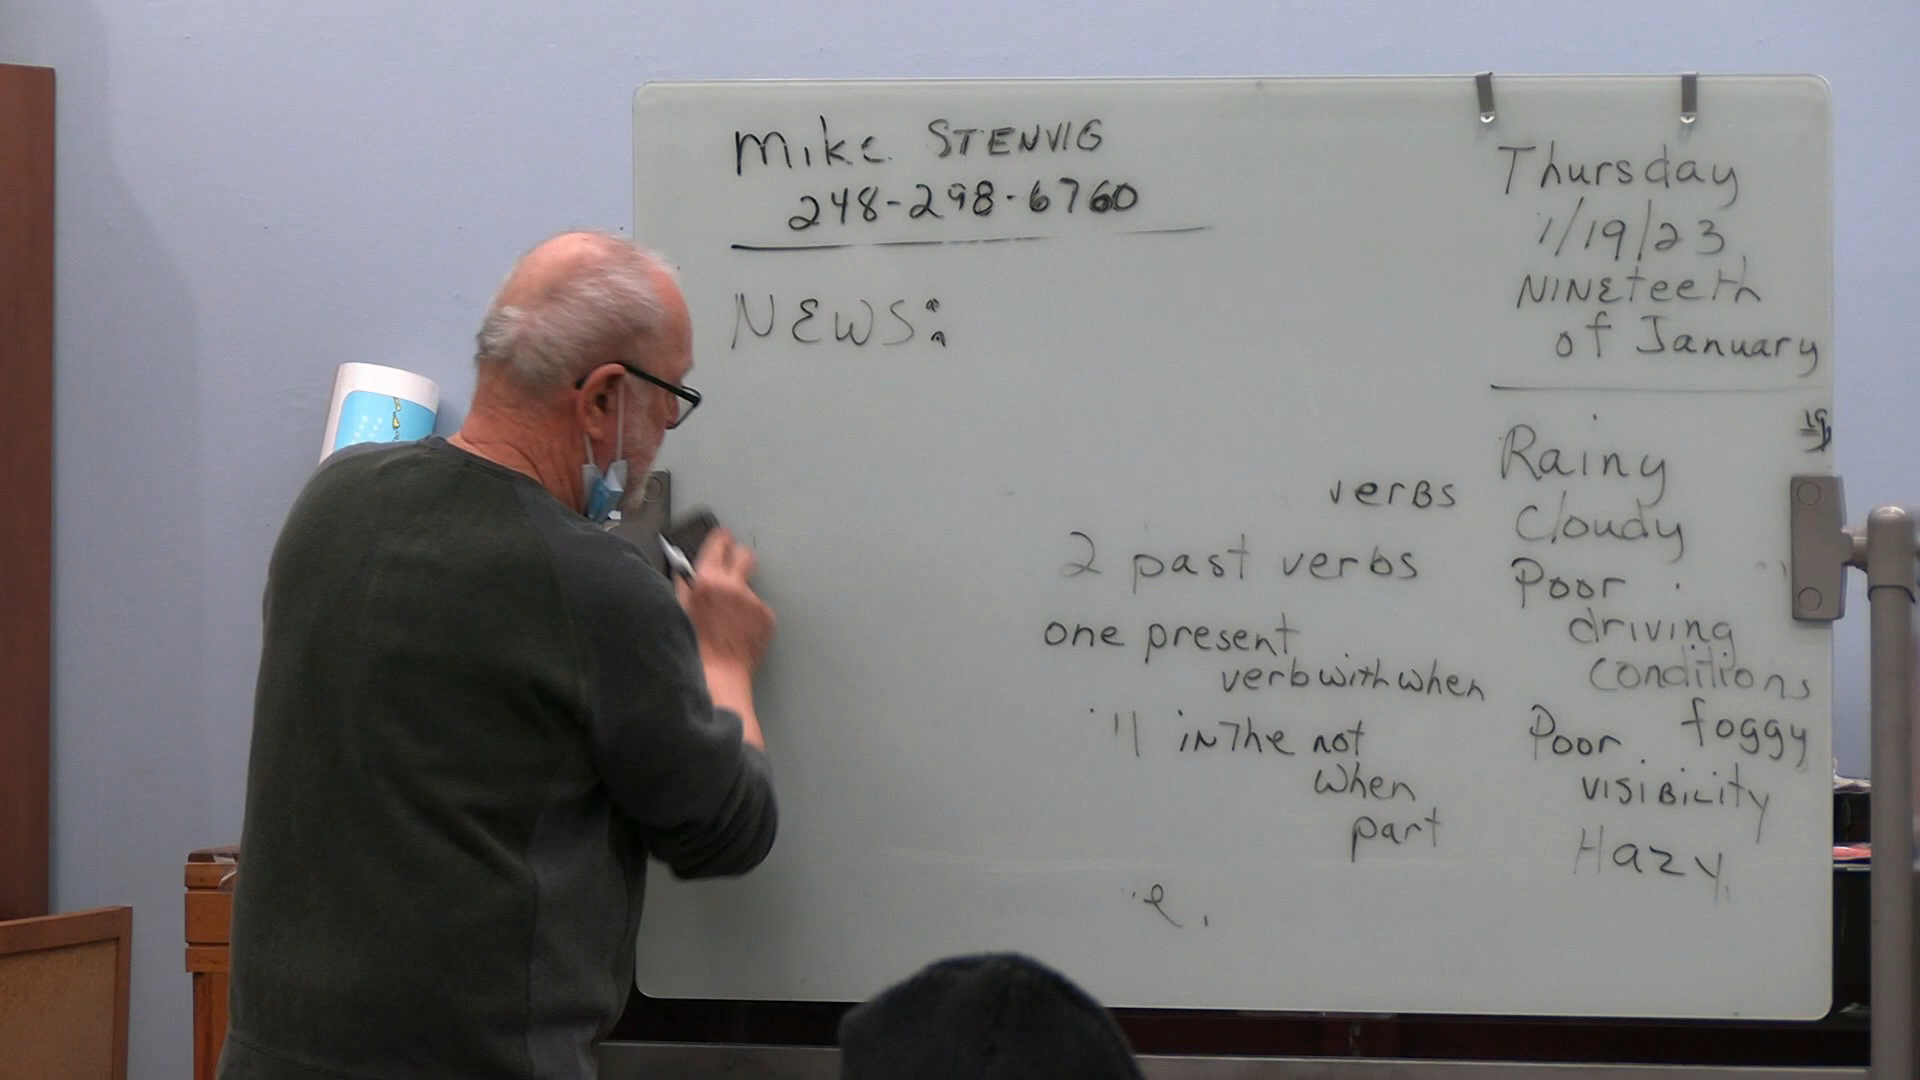 Mike STENVIG
248-298-6760
NEWS:
Thursday
1/19/23
NINEteeth
of January
19
Rainy
Cloudy
Poor
driving
conditions
foggy
Poor
visiBiLity
Hazy
verBs
2 past verbs
one present
verb with when
'll in The not
when
part